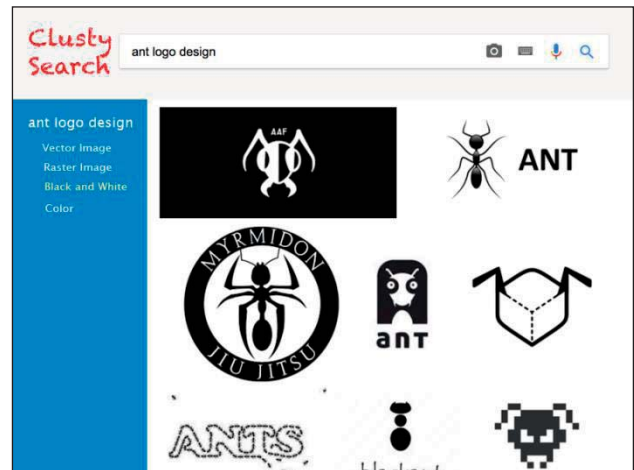 Clusty
Search
ant logo design
ant logo design
Vector Image
Raster Image
Black and White
Color
AAF
ANT
MYRMIDON
JIU JITSU
anT
ANTS